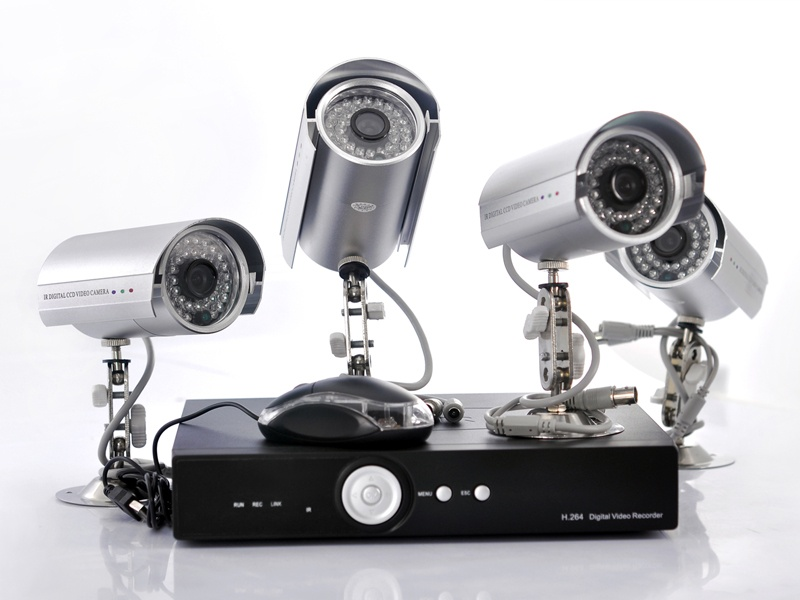 IR DIGITAL CCD VIDEO CAMERA
IR DIGITAL CCD VIDEO CAMERA
RUN REC LINK
IR
MENU
ESC
H.264 Digital Video Recorder